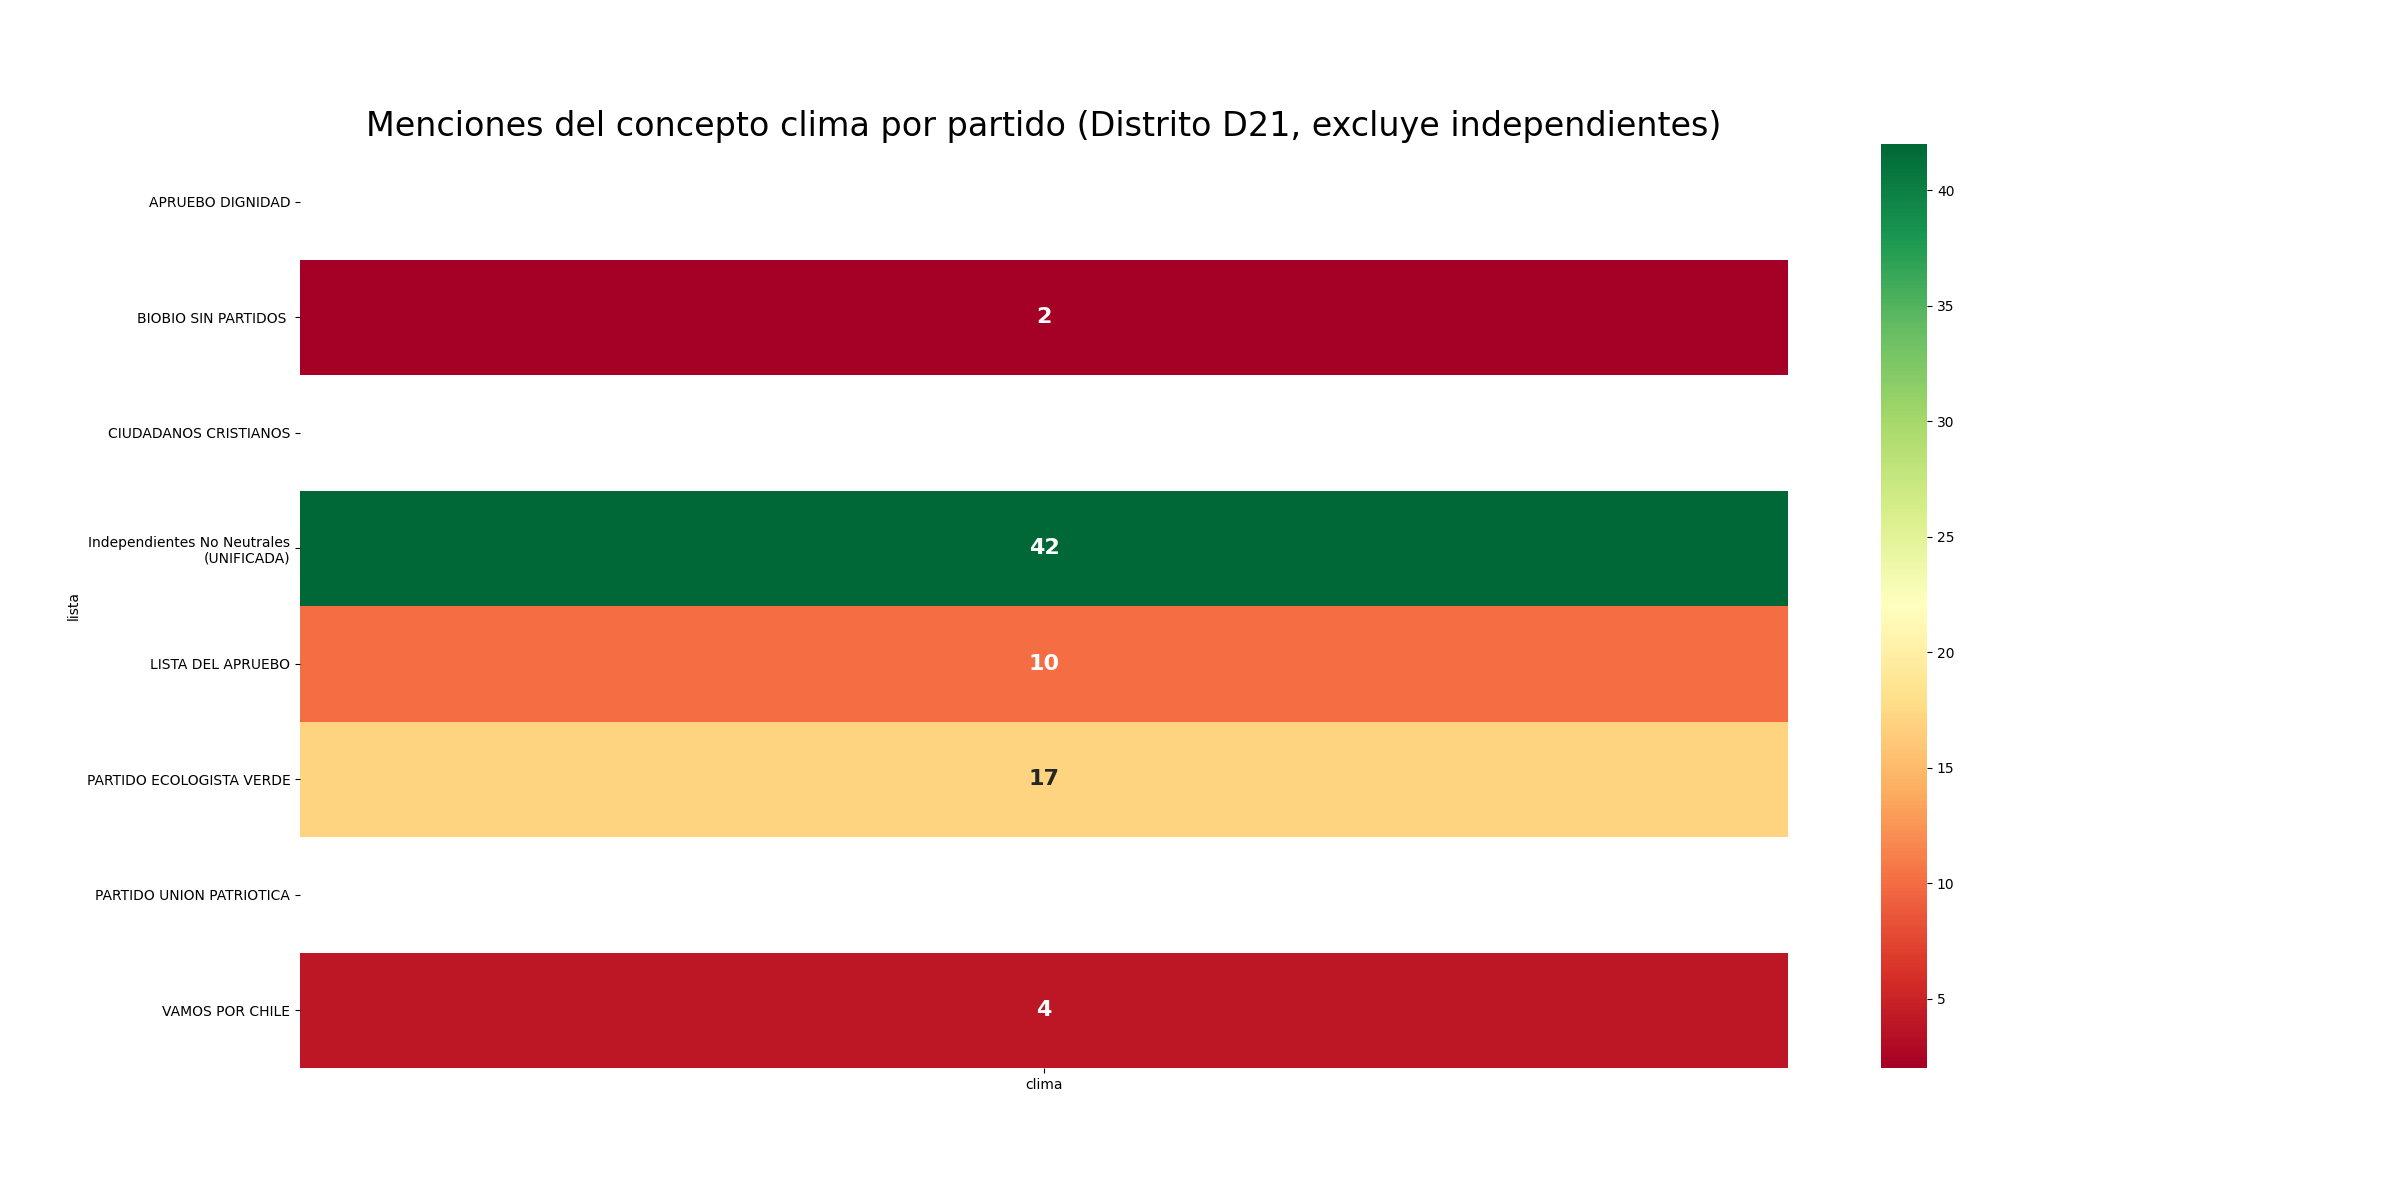 Menciones del concepto clima por partido (Distrito D21, excluye independientes)
lista
APRUEBO DIGNIDAD
BIOBIO SIN PARTIDOS
2
CIUDADANOS CRISTIANOS
Independientes No Neutrales
(UNIFICADA)
42
LISTA DEL APRUEBO
10
PARTIDO ECOLOGISTA VERDE
17
PARTIDO UNION PATRIOTICA
VAMOS POR CHILE
4
clima
40
35
30
25
20
15
10
5